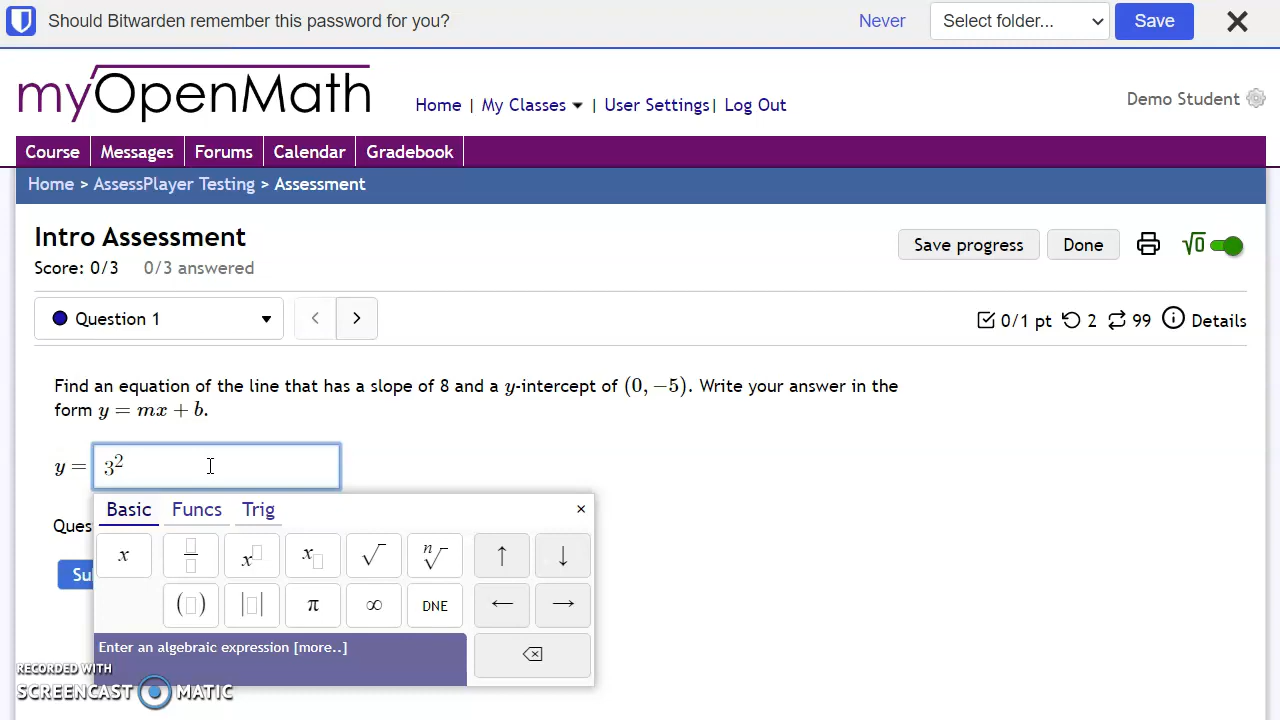 Should Bitwarden remember this password for you? Never Select folder... Save
myOpenMath
Home | My Classes | User Settings | Log Out Demo Student
Course Messages Forums Calendar Gradebook
Home > AssessPlayer Testing > Assessment
Intro Assessment Save progress Done √0
Score: 0/3 0/3 answered
Question 1 < > 0/1 pt 2 99 Details
Find an equation of the line that has a slope of 8 and a y-intercept of (0, −5). Write your answer in the
form y = mx + b.
y = 3²
Basic Funcs Trig ×
Ques
x □/□ x^□ x_□ √ ⁿ√ ↑ ↓
Su
(□) |□| π ∞ DNE ← →
Enter an algebraic expression [more..] ⌫
RECORDED WITH
SCREENCAST MATIC